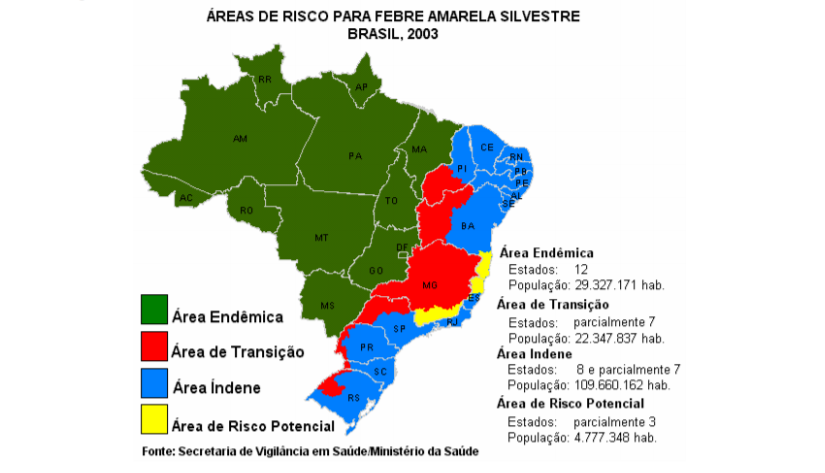 ÁREAS DE RISCO PARA FEBRE AMARELA SILVESTRE
BRASIL, 2003
RR
AP
AM
PA
MA
CE
RN
PI
PB
PE
AC
AL
TO
SE
RO
BA
MT
DF
Área Endêmica
GO
Estados: 12
MG
População: 29.327.171 hab.
MS
ES
Área de Transição
Área Endêmica
SP
RJ
Estados: parcialmente 7
População: 22.347.837 hab.
PR
Área de Transição
Área Indene
SC
Estados: 8 e parcialmente 7
Área Índene
População: 109.660.162 hab.
RS
Área de Risco Potencial
Área de Risco Potencial
Estados: parcialmente 3
População: 4.777.348 hab.
Fonte: Secretaria de Vigilância em Saúde/Ministério da Saúde